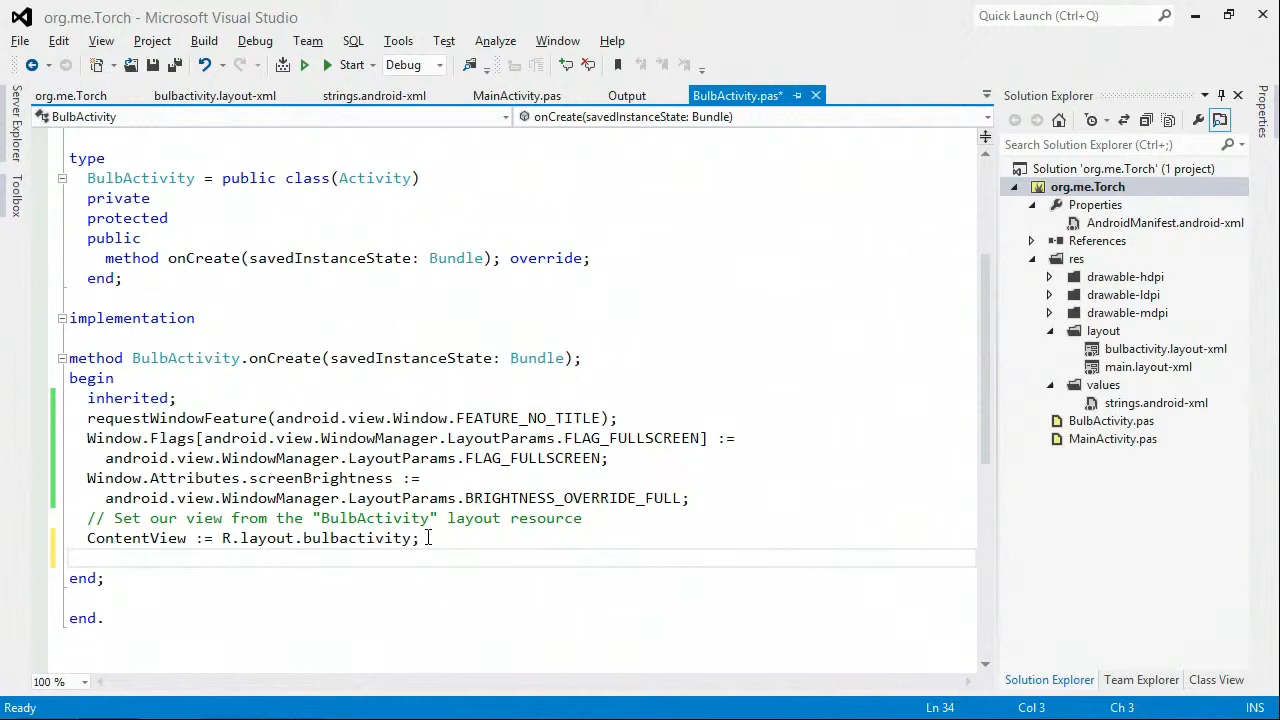 org.me.Torch - Microsoft Visual Studio
Quick Launch (Ctrl+Q)
File Edit View Project Build Debug Team SQL Tools Test Analyze Window Help
Start Debug
org.me.Torch bulbactivity.layout-xml strings.android-xml MainActivity.pas Output BulbActivity.pas*
BulbActivity
onCreate(savedInstanceState: Bundle)
Server Explorer
Toolbox
type
BulbActivity = public class(Activity)
private
protected
public
method onCreate(savedInstanceState: Bundle); override;
end;
implementation
method BulbActivity.onCreate(savedInstanceState: Bundle);
begin
inherited;
requestWindowFeature(android.view.Window.FEATURE_NO_TITLE);
Window.Flags[android.view.WindowManager.LayoutParams.FLAG_FULLSCREEN] :=
android.view.WindowManager.LayoutParams.FLAG_FULLSCREEN;
Window.Attributes.screenBrightness :=
android.view.WindowManager.LayoutParams.BRIGHTNESS_OVERRIDE_FULL;
// Set our view from the "BulbActivity" layout resource
ContentView := R.layout.bulbactivity;
end;
end.
100 %
Solution Explorer
Search Solution Explorer (Ctrl+;)
Solution 'org.me.Torch' (1 project)
org.me.Torch
Properties
AndroidManifest.android-xml
References
res
drawable-hdpi
drawable-ldpi
drawable-mdpi
layout
bulbactivity.layout-xml
main.layout-xml
values
strings.android-xml
BulbActivity.pas
MainActivity.pas
Solution Explorer Team Explorer Class View
Properties
Ready
Ln 34 Col 3 Ch 3 INS